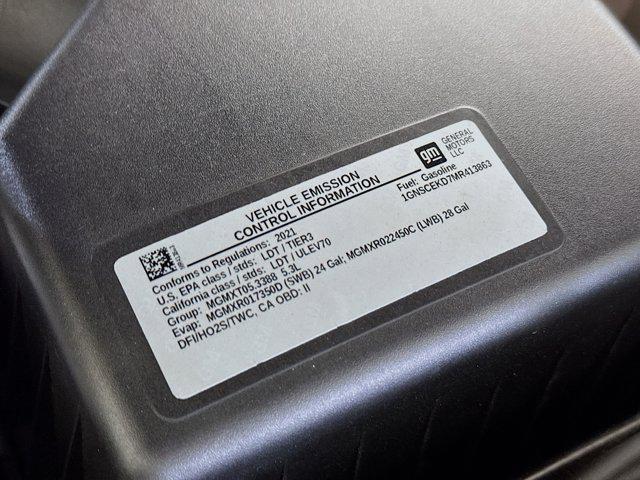 VEHICLE EMISSION
CONTROL INFORMATION
gm
GENERAL
MOTORS
LLC
Fuel: Gasoline
1GNSCEKD7MR413863
Conforms to Regulations: 2021
U.S. EPA class / stds: LDT / TIER3
California class / stds: LDT / ULEV70
Group: MGMXT05.3388 5.3L
Evap: MGMXR017350D (SWB) 24 Gal; MGMXR022450C (LWB) 28 Gal
DFI/HO2S/TWC, CA OBD: II